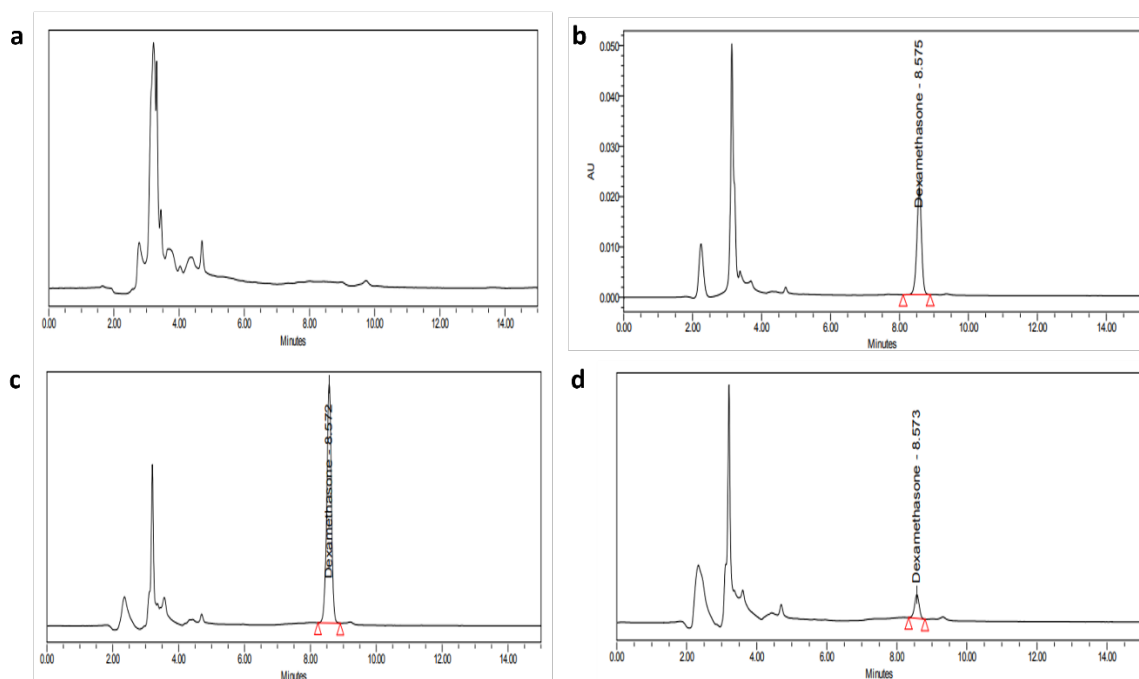 a
0.00 2.00 4.00 6.00 8.00 10.00 12.00 14.00
Minutes
b
0.050
0.040
0.030
0.020
0.010
0.000
AU
Dexamethasone - 8.575
0.00 2.00 4.00 6.00 8.00 10.00 12.00 14.00
Minutes
c
Dexamethasone - 8.572
0.00 2.00 4.00 6.00 8.00 10.00 12.00 14.00
Minutes
d
Dexamethasone - 8.573
0.00 2.00 4.00 6.00 8.00 10.00 12.00 14.00
Minutes